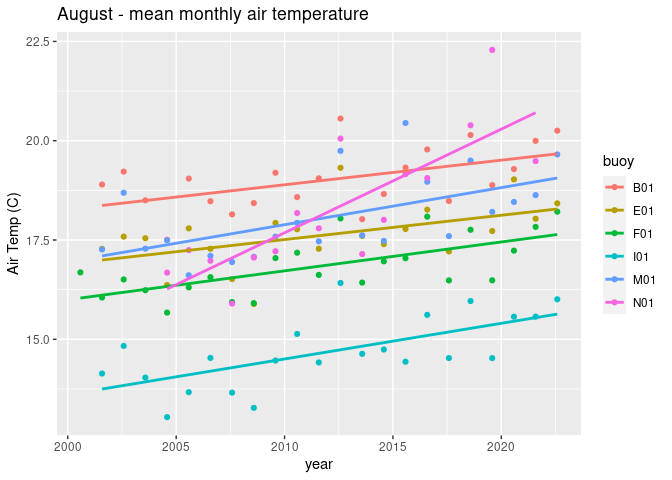 August - mean monthly air temperature
22.5
20.0
17.5
15.0
Air Temp (C)
2000 2005 2010 2015 2020
year
buoy
B01
E01
F01
I01
M01
N01